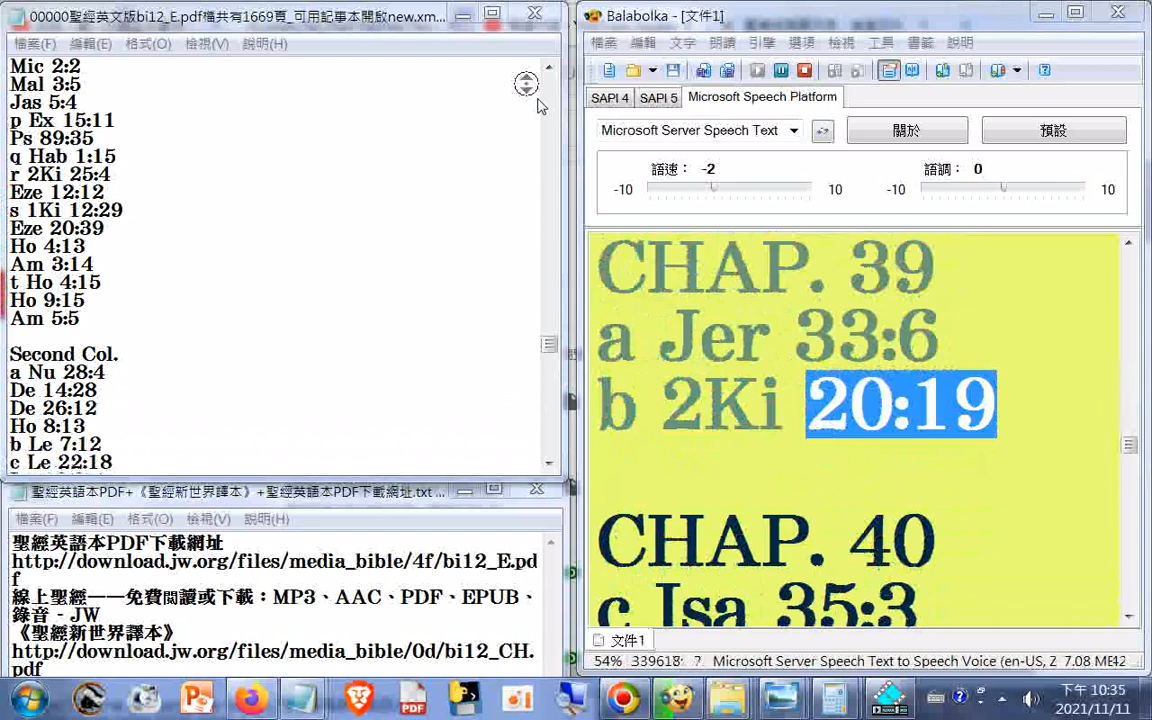 00000聖經英文版bi12_E.pdf檔共有1669頁_可用記事本開啟new.xm...
檔案(F) 編輯(E) 格式(O) 檢視(V) 說明(H)
Mic 2:2
Mal 3:5
Jas 5:4
p Ex 15:11
Ps 89:35
q Hab 1:15
r 2Ki 25:4
Eze 12:12
s 1Ki 12:29
Eze 20:39
Ho 4:13
Am 3:14
t Ho 4:15
Ho 9:15
Am 5:5
Second Col.
a Nu 28:4
De 14:28
De 26:12
Ho 8:13
b Le 7:12
c Le 22:18
聖經英語本PDF+《聖經新世界譯本》+聖經英語本PDF下載網址.txt ...
檔案(F) 編輯(E) 格式(O) 檢視(V) 說明(H)
聖經英語本PDF下載網址
http://download.jw.org/files/media_bible/4f/bi12_E.pd
f
線上聖經——免費閱讀或下載：MP3、AAC、PDF、EPUB、
錄音 - JW
《聖經新世界譯本》
http://download.jw.org/files/media_bible/0d/bi12_CH.
pdf
Balabolka - [文件1]
檔案 編輯 文字 朗讀 引擎 選項 檢視 工具 書籤 說明
SAPI 4 SAPI 5 Microsoft Speech Platform
Microsoft Server Speech Text 關於 預設
語速： -2 語調： 0
-10 10 -10 10
CHAP. 39
a Jer 33:6
b 2Ki 20:19
CHAP. 40
c Isa 35:3
文件1
54% 339618: ?. Microsoft Server Speech Text to Speech Voice (en-US, Z 7.08 ME42
下午 10:35
2021/11/11